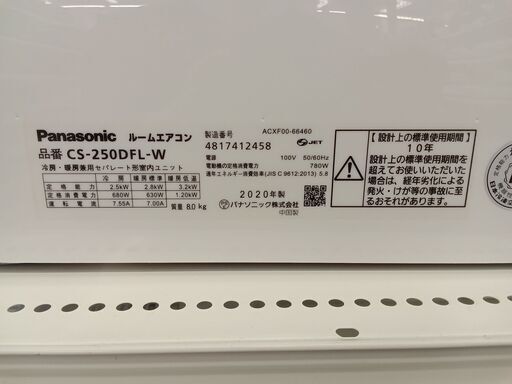 Panasonic ルームエアコン
品番 CS-250DFL-W
冷房・暖房兼用セパレート形室内ユニット
冷房 暖房標準 暖房低温
定格能力 2.5kW 2.8kW 3.2kW
定格消費電力 680W 630W 1.20kW
運転電流 7.55A 7.00A
質量 8.0kg
ACXF00-66460
製造番号
4817412458
JET
電源 100V 50/60Hz
電動機の定格消費電力 780W
通年エネルギー消費効率(JIS C 9612:2013) 5.8
2020年製
パナソニック株式会社
中国製
【設計上の標準使用期間】
10年
設計上の標準使用期間を
超えてお使いいただいた
場合は、経年劣化による
発火・けが等の事故に至
るおそれがあります。